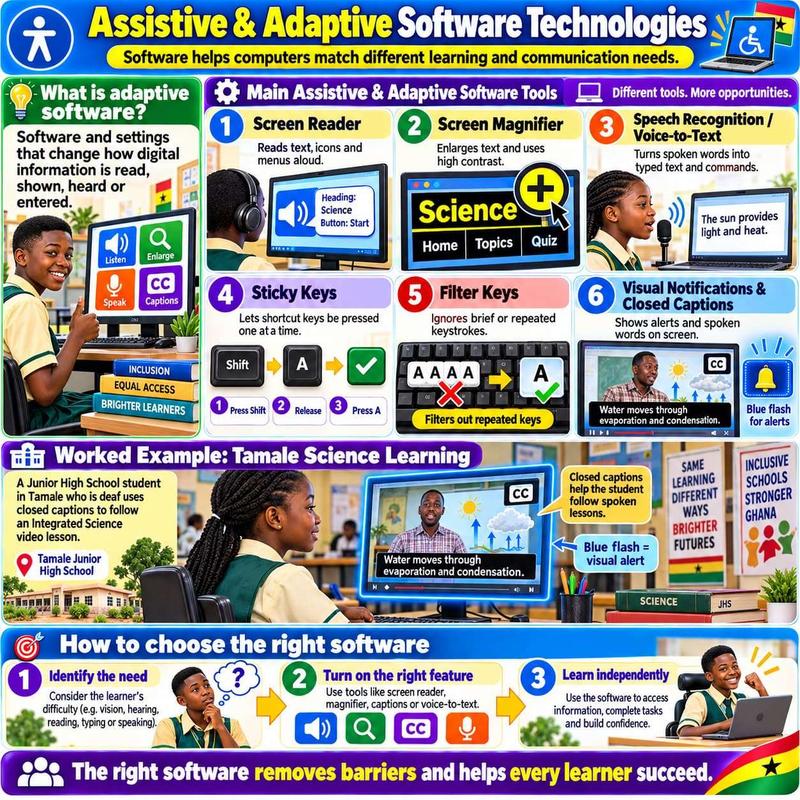 Assistive & Adaptive Software Technologies
Software helps computers match different learning and communication needs.
What is adaptive
software?
Software and settings
that change how digital
information is read,
shown, heard or
entered.
Listen
Enlarge
Speak
CC
Captions
INCLUSION
EQUAL ACCESS
BRIGHTER LEARNERS
Main Assistive & Adaptive Software Tools
Different tools. More opportunities.
1 Screen Reader
Reads text, icons and
menus aloud.
Heading:
Science
Button: Start
2 Screen Magnifier
Enlarges text and uses
high contrast.
Science
Home Topics Quiz
3 Speech Recognition /
Voice-to-Text
Turns spoken words into
typed text and commands.
The sun provides
light and heat.
4 Sticky Keys
Lets shortcut keys be pressed
one at a time.
Shift A
1 Press Shift 2 Release 3 Press A
5 Filter Keys
Ignores brief or repeated
keystrokes.
A A A A A
Filters out repeated keys
6 Visual Notifications &
Closed Captions
Shows alerts and spoken
words on screen.
CC
Water moves through
evaporation and condensation.
Blue flash
for alerts
Worked Example: Tamale Science Learning
A Junior High School student
in Tamale who is deaf uses
closed captions to follow
an Integrated Science
video lesson.
Tamale Junior
High School
CC
Water moves through
evaporation and condensation.
Closed captions
help the student
follow spoken
lessons.
Blue flash =
visual alert
SAME
LEARNING
DIFFERENT
WAYS
BRIGHTER
FUTURES
INCLUSIVE
SCHOOLS
STRONGER
GHANA
SCIENCE JHS
How to choose the right software
1 Identify the need
Consider the learner's
difficulty (e.g. vision, hearing,
reading, typing or speaking).
?
2 Turn on the right feature
Use tools like screen reader,
magnifier, captions or voice-to-text.
CC
3 Learn independently
Use the software to access
information, complete tasks
and build confidence.
The right software removes barriers and helps every learner succeed.